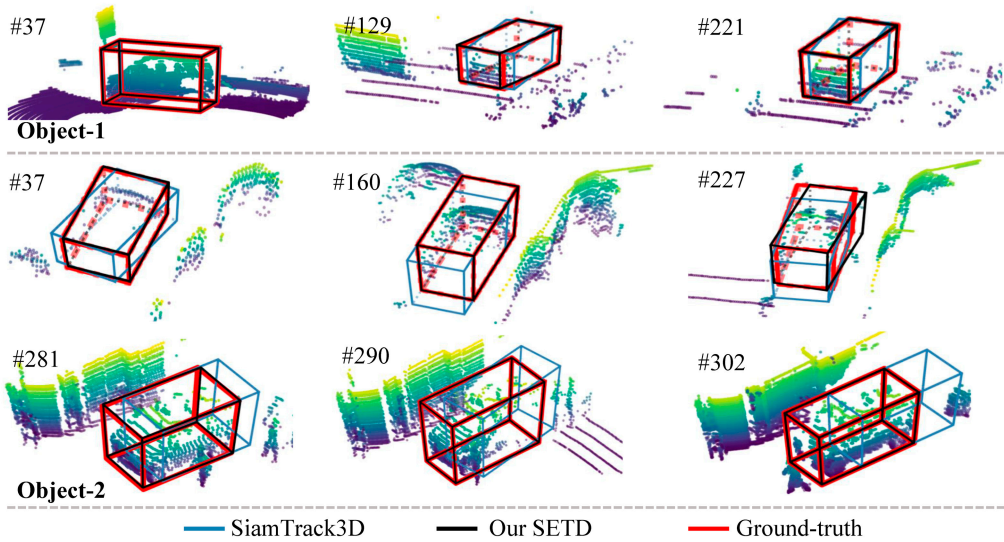 #37
#129
#221
Object-1
#37
#160
#227
#281
#290
#302
Object-2
SiamTrack3D
Our SETD
Ground-truth